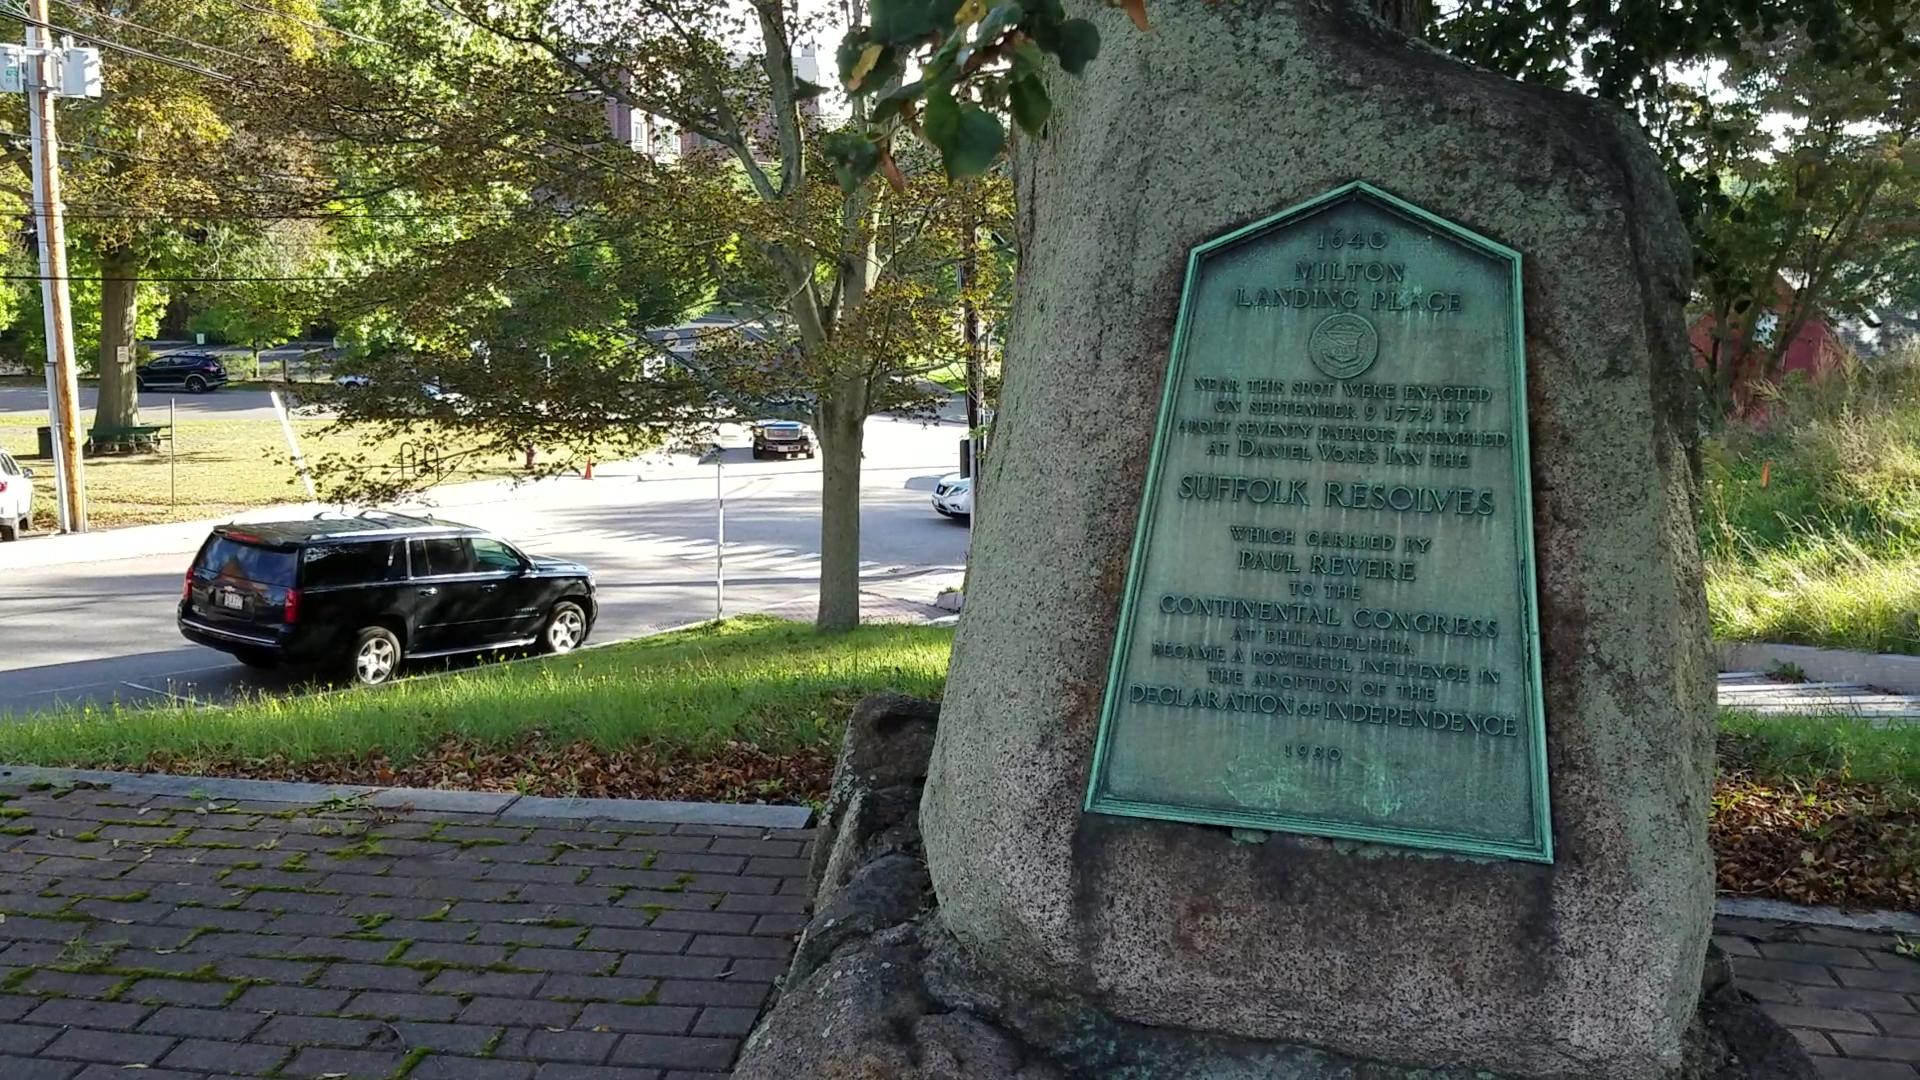 1640
MILTON
LANDING PLACE
NEAR THIS SPOT WERE ENACTED
ON SEPTEMBER 9 1774 BY
ABOUT SEVENTY PATRIOTS ASSEMBLED
AT DANIEL VOSE'S INN THE
SUFFOLK RESOLVES
WHICH CARRIED BY
PAUL REVERE
TO THE
CONTINENTAL CONGRESS
AT PHILADELPHIA
BECAME A POWERFUL INFLUENCE IN
THE ADOPTION OF THE
DECLARATION OF INDEPENDENCE
1930